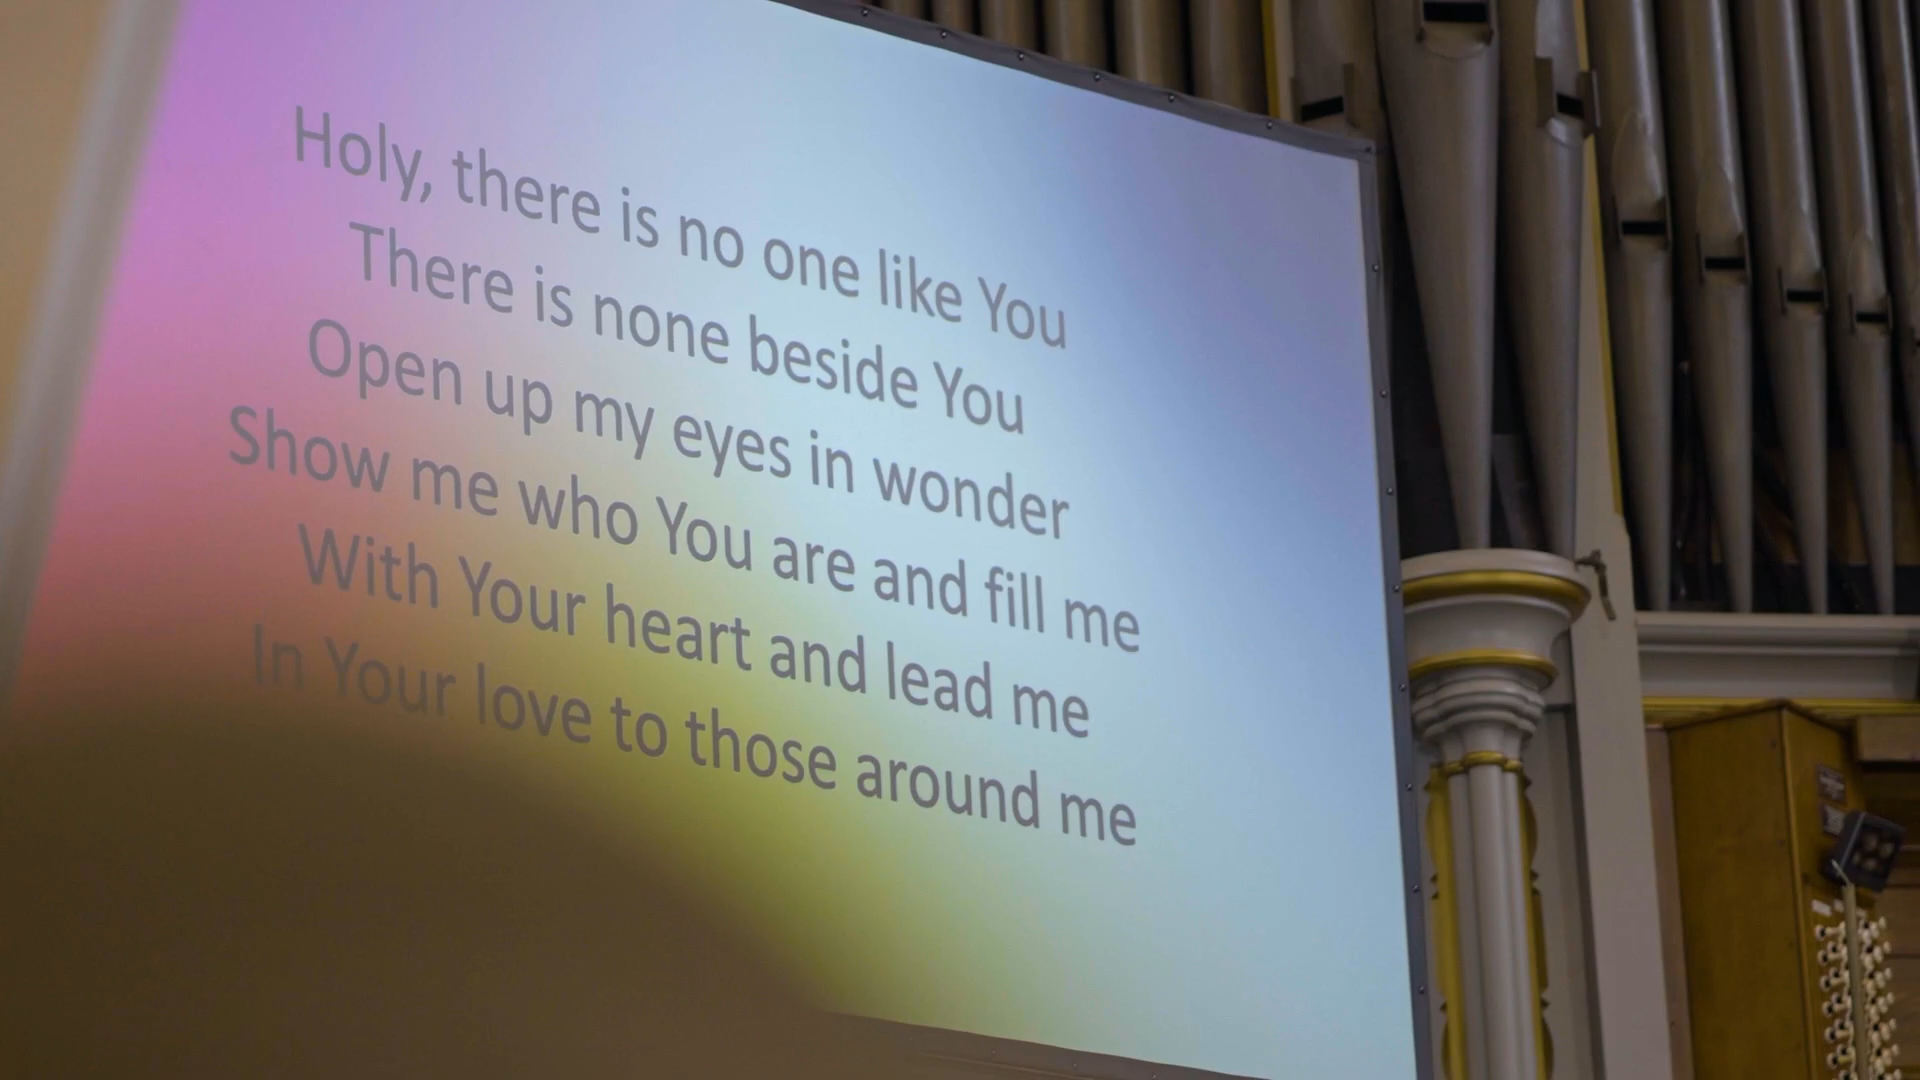 Holy, there is no one like You
There is none beside You
Open up my eyes in wonder
Show me who You are and fill me
With Your heart and lead me
In Your love to those around me